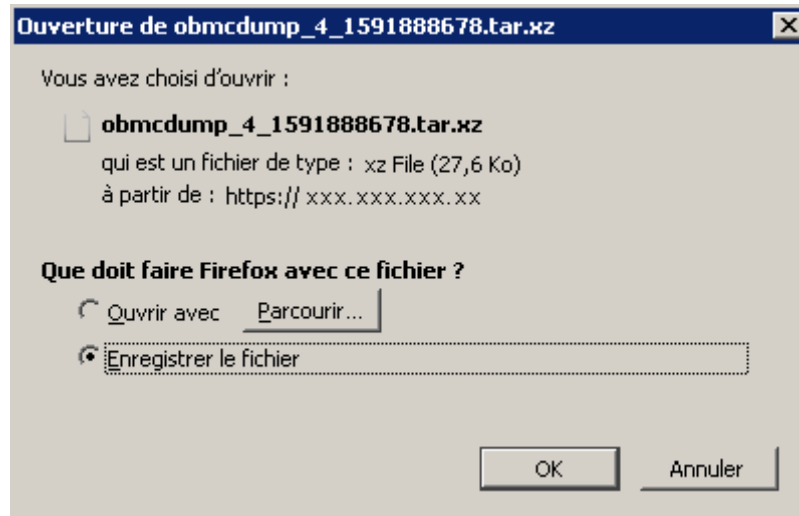 Ouverture de obmcdump_4_1591888678.tar.xz
Vous avez choisi d'ouvrir :
obmcdump_4_1591888678.tar.xz
qui est un fichier de type : xz File (27,6 Ko)
à partir de : https:// xxx.xxx.xxx.xx
Que doit faire Firefox avec ce fichier ?
Ouvrir avec Parcourir...
Enregistrer le fichier
OK Annuler